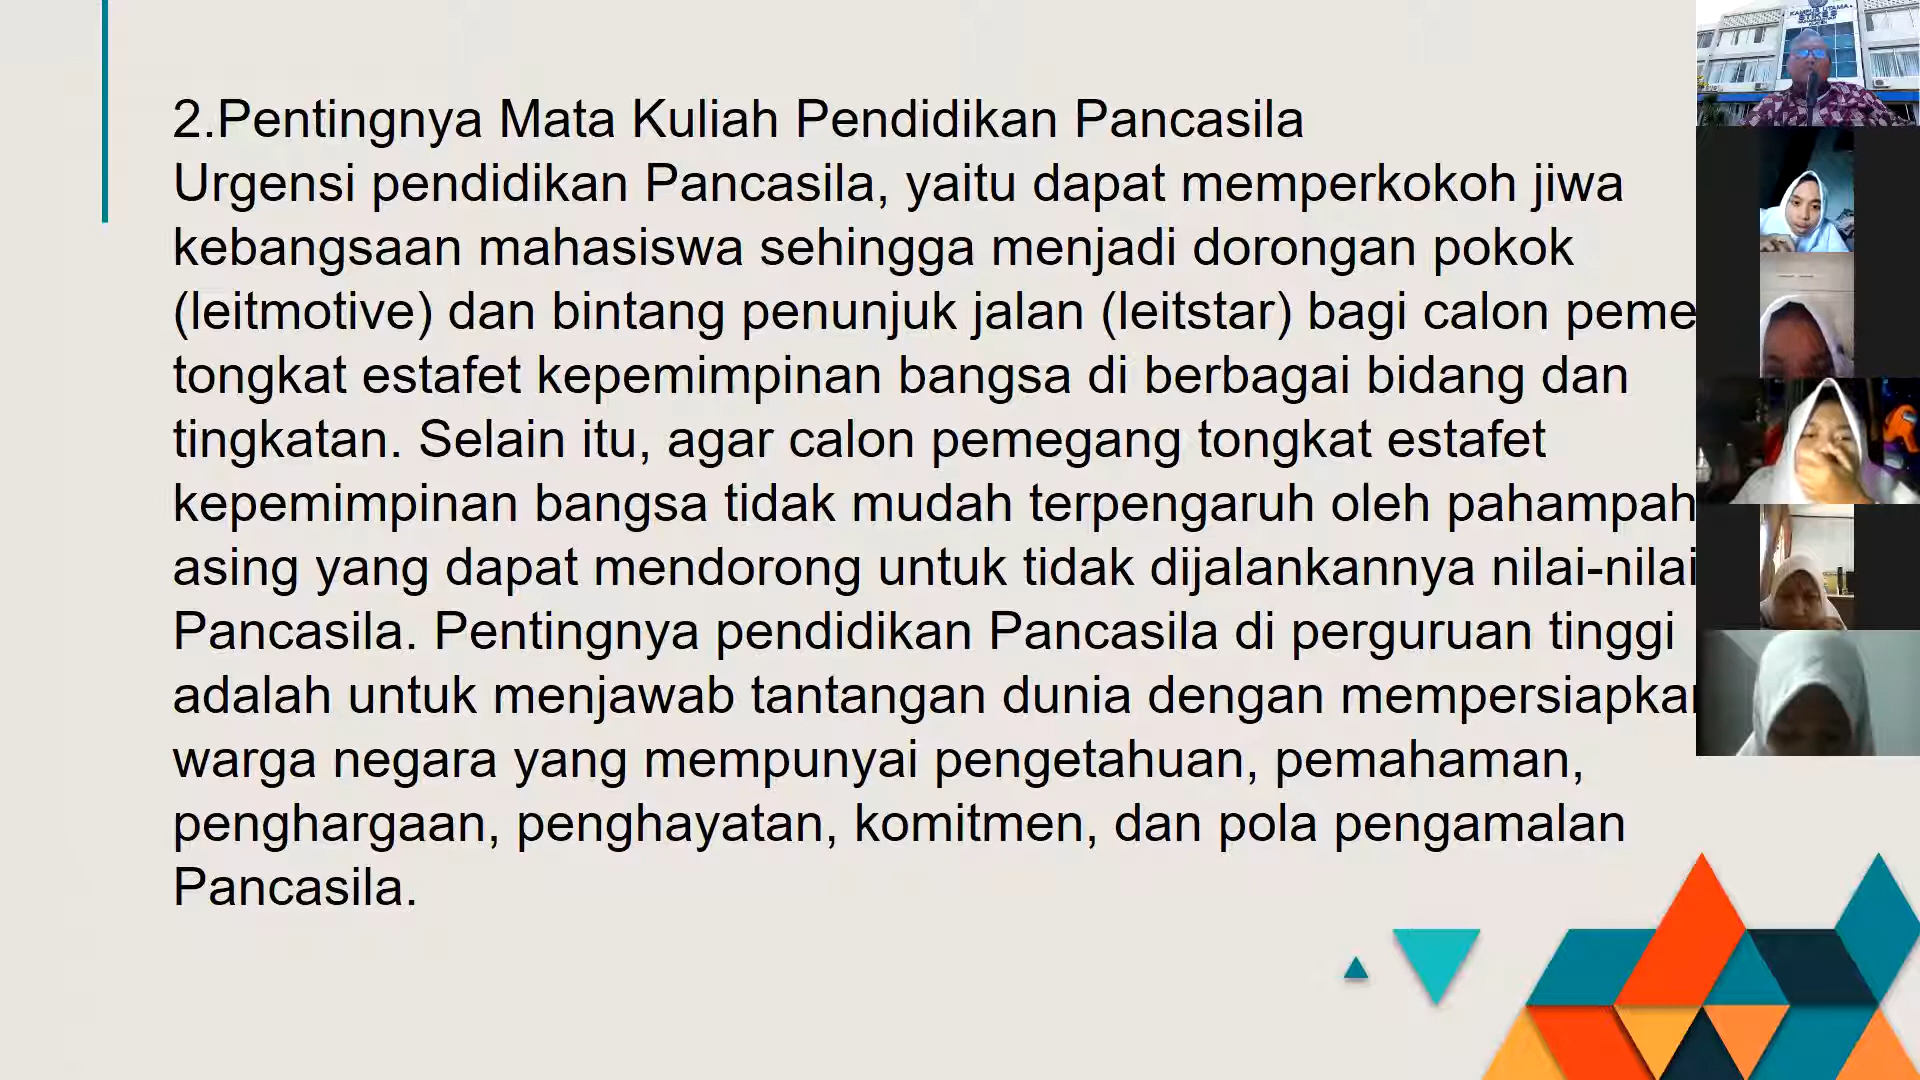 2.Pentingnya Mata Kuliah Pendidikan Pancasila
Urgensi pendidikan Pancasila, yaitu dapat memperkokoh jiwa
kebangsaan mahasiswa sehingga menjadi dorongan pokok
(leitmotive) dan bintang penunjuk jalan (leitstar) bagi calon peme
tongkat estafet kepemimpinan bangsa di berbagai bidang dan
tingkatan. Selain itu, agar calon pemegang tongkat estafet
kepemimpinan bangsa tidak mudah terpengaruh oleh pahampah
asing yang dapat mendorong untuk tidak dijalankannya nilai-nilai
Pancasila. Pentingnya pendidikan Pancasila di perguruan tinggi
adalah untuk menjawab tantangan dunia dengan mempersiapkan
warga negara yang mempunyai pengetahuan, pemahaman,
penghargaan, penghayatan, komitmen, dan pola pengamalan
Pancasila.
KAMPUS UTAMA
STIKES